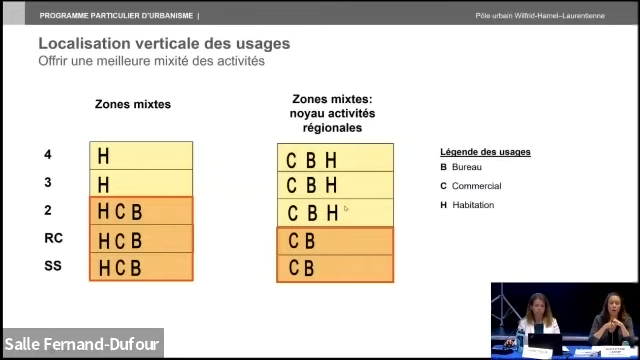 PROGRAMME PARTICULIER D'URBANISME |
Pôle urbain Wilfrid-Hamel–Laurentienne
Localisation verticale des usages
Offrir une meilleure mixité des activités
Zones mixtes
Zones mixtes:
noyau activités
régionales
4 H
3 H
2 H C B
RC H C B
SS H C B
C B H
C B H
C B H
C B
C B
Légende des usages
B Bureau
C Commercial
H Habitation
Salle Fernand-Dufour